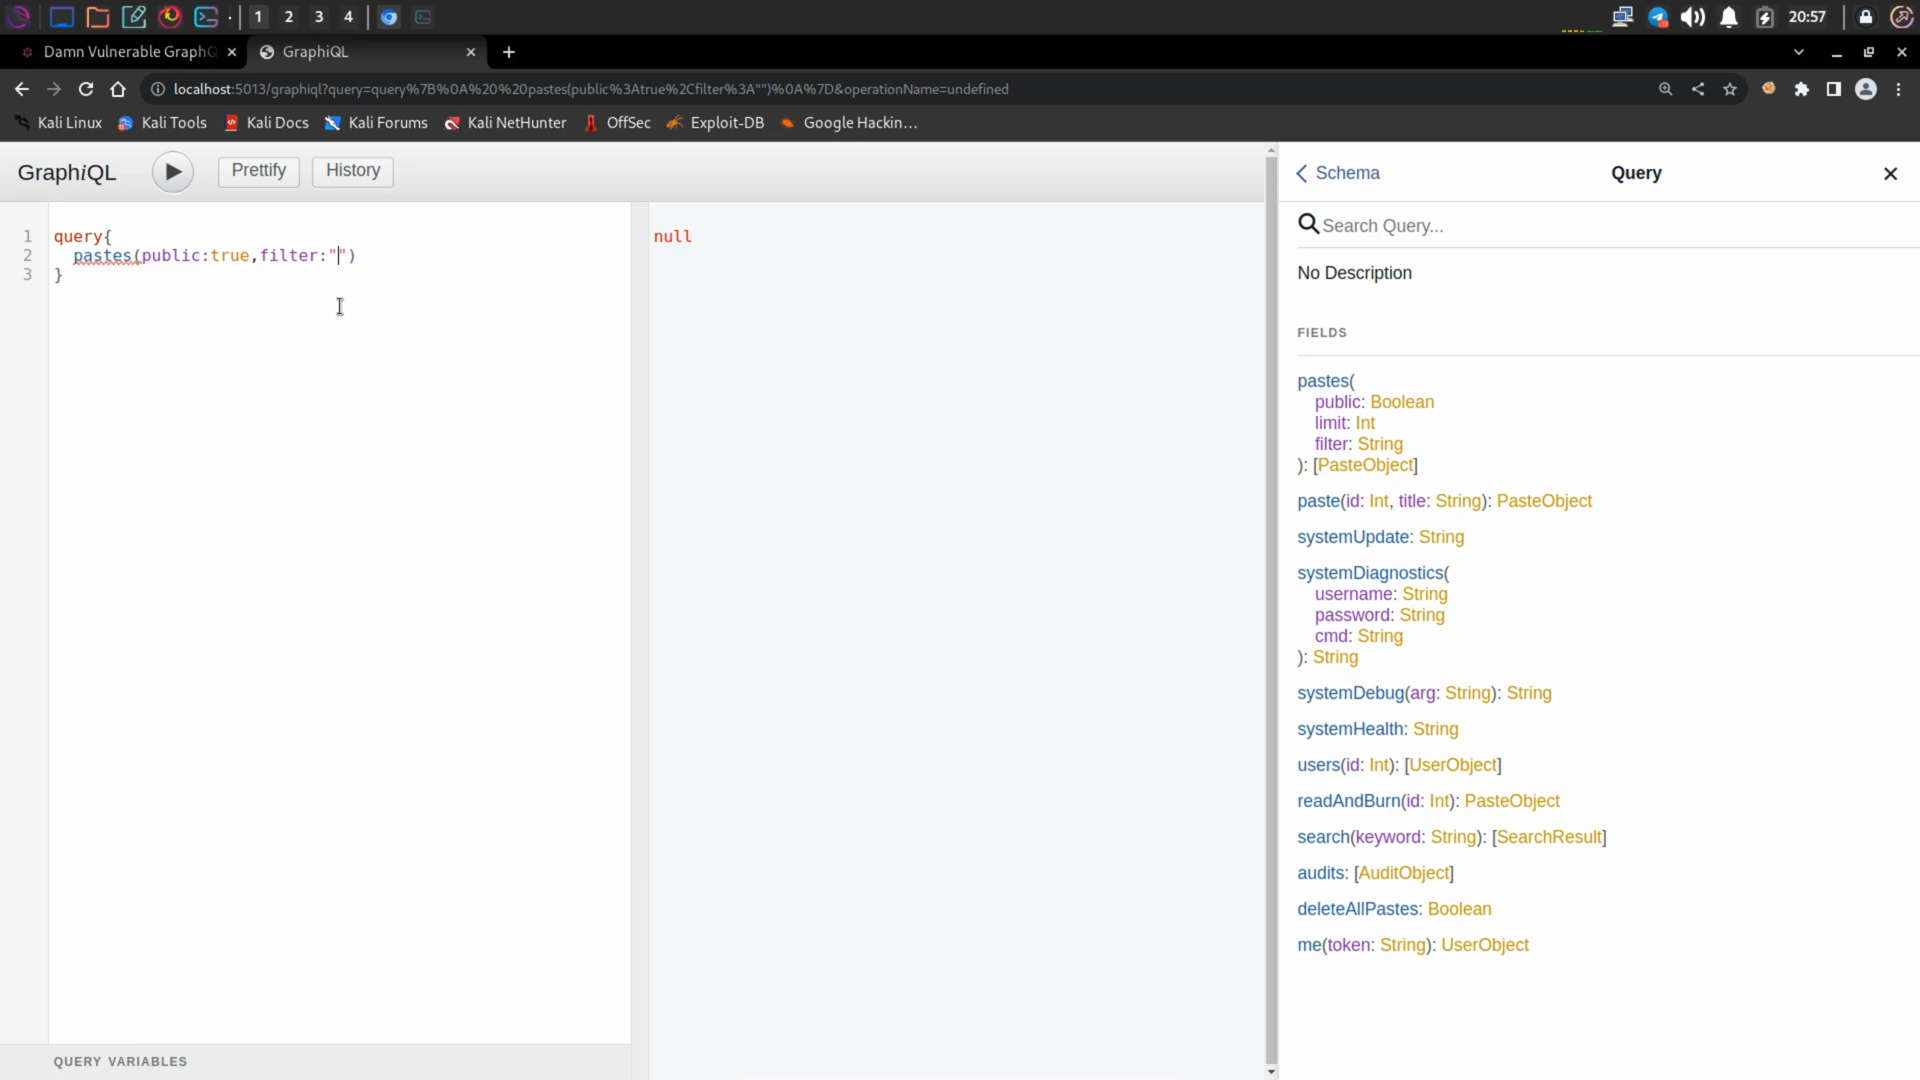 1 2 3 4 20:57
Damn Vulnerable GraphQ GraphiQL
localhost:5013/graphiql?query=query%7B%0A%20%20pastes(public%3Atrue%2Cfilter%3A"")%0A%7D&operationName=undefined
Kali Linux Kali Tools Kali Docs Kali Forums Kali NetHunter OffSec Exploit-DB Google Hackin…
GraphiQL Prettify History
1 query{
2 pastes(public:true,filter:"")
3 }
QUERY VARIABLES
null
Schema Query
Search Query...
No Description
FIELDS
pastes(
public: Boolean
limit: Int
filter: String
): [PasteObject]
paste(id: Int, title: String): PasteObject
systemUpdate: String
systemDiagnostics(
username: String
password: String
cmd: String
): String
systemDebug(arg: String): String
systemHealth: String
users(id: Int): [UserObject]
readAndBurn(id: Int): PasteObject
search(keyword: String): [SearchResult]
audits: [AuditObject]
deleteAllPastes: Boolean
me(token: String): UserObject